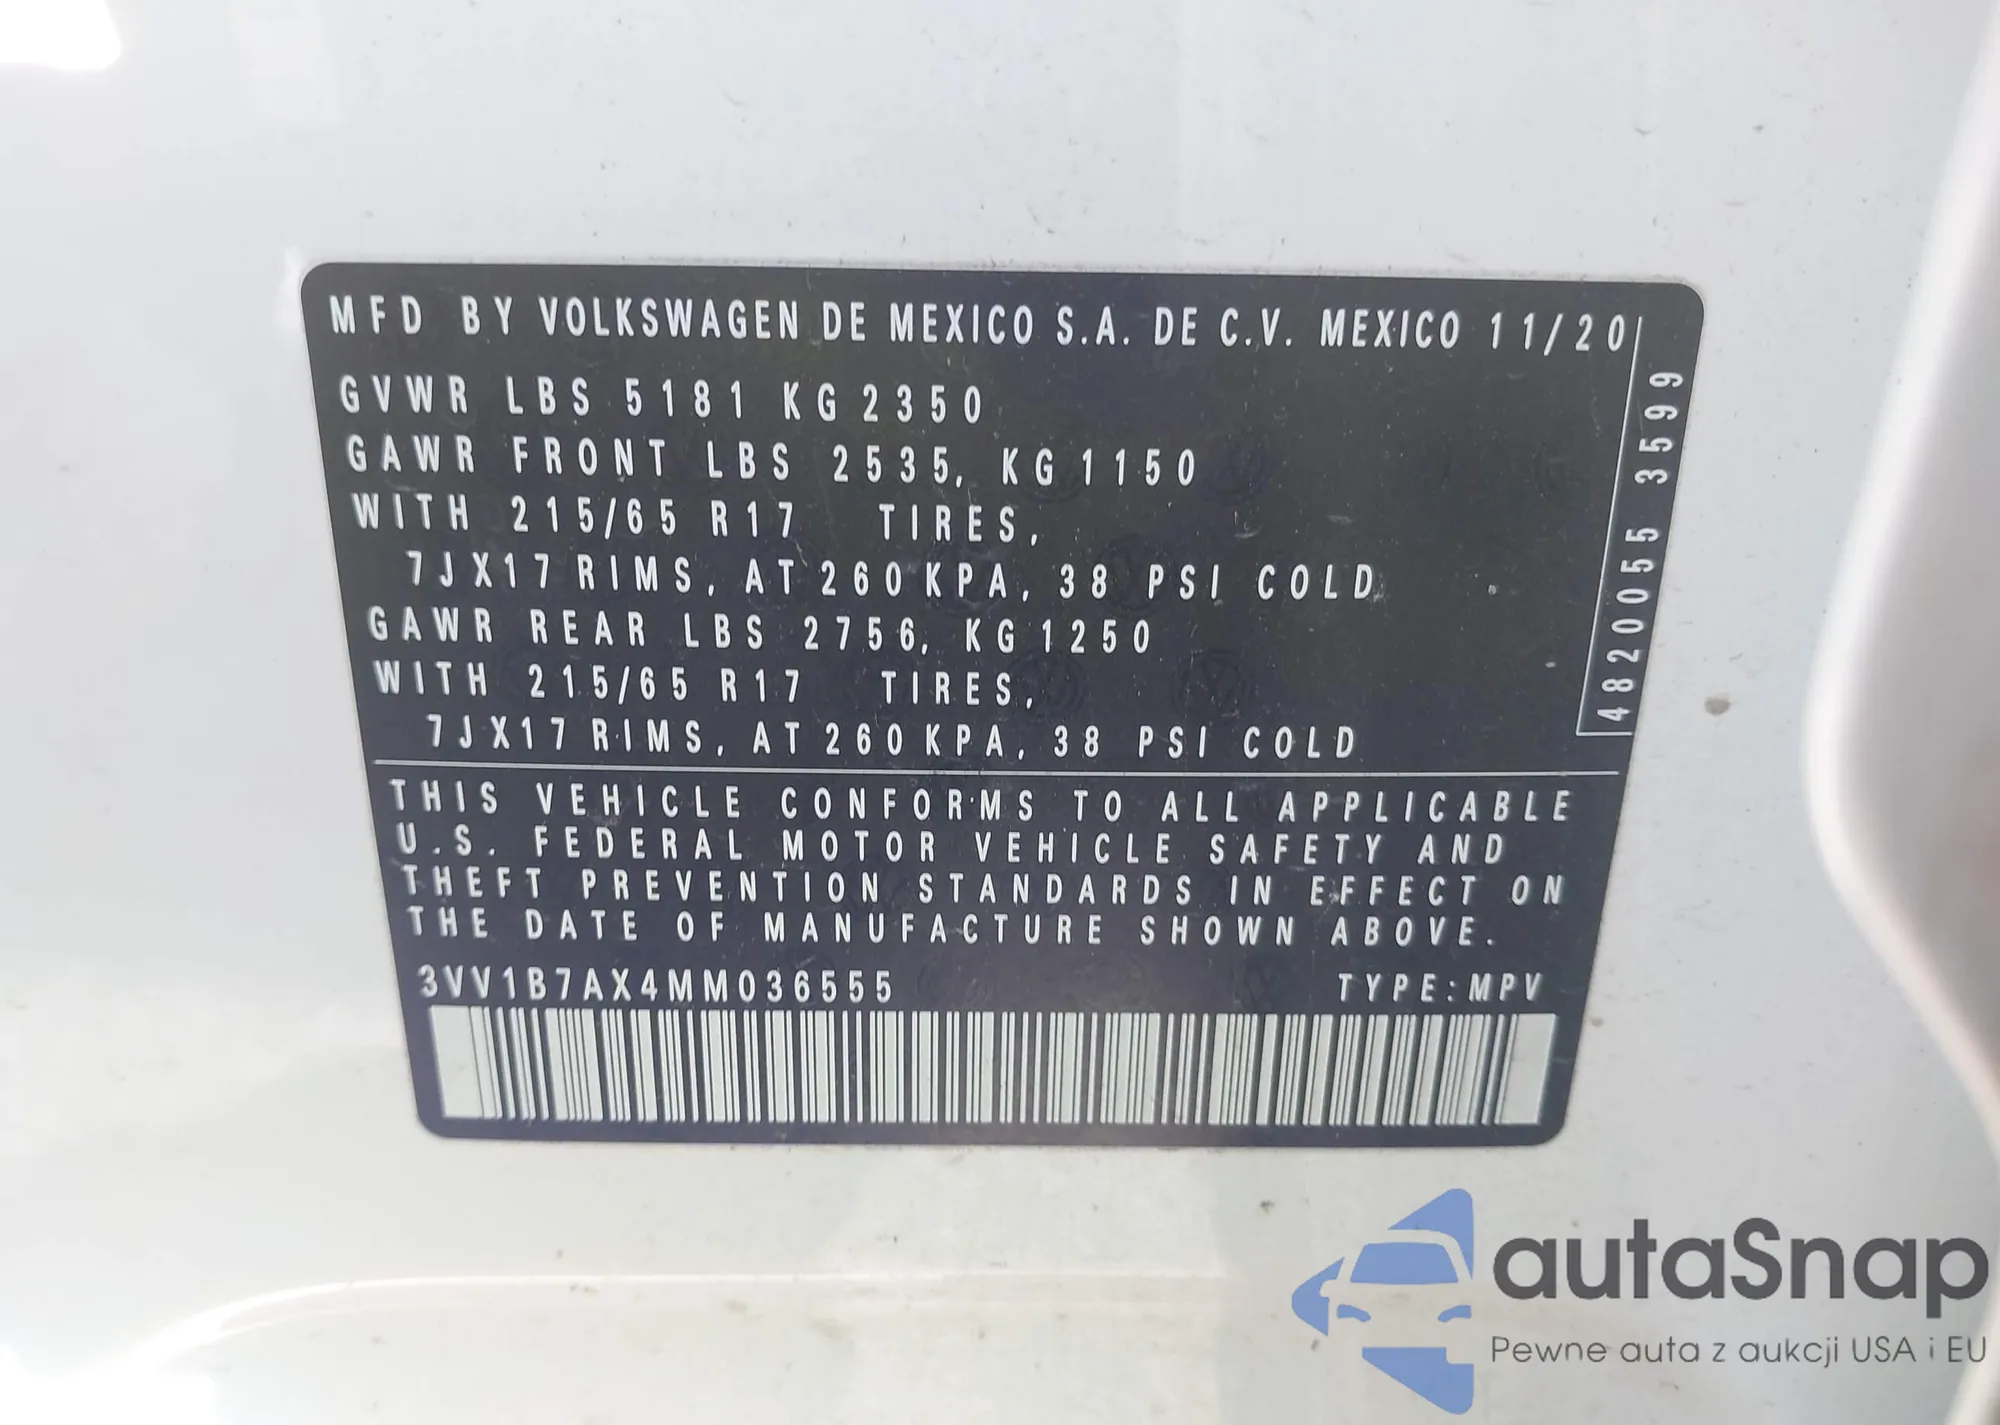 MFD BY VOLKSWAGEN DE MEXICO S.A. DE C.V. MEXICO 11/20
GVWR LBS 5181 KG 2350
GAWR FRONT LBS 2535, KG 1150
WITH 215/65 R17 TIRES,
7JX17 RIMS, AT 260 KPA, 38 PSI COLD
GAWR REAR LBS 2756, KG 1250
WITH 215/65 R17 TIRES,
7JX17 RIMS, AT 260 KPA, 38 PSI COLD
4820055 3599
THIS VEHICLE CONFORMS TO ALL APPLICABLE
U.S. FEDERAL MOTOR VEHICLE SAFETY AND
THEFT PREVENTION STANDARDS IN EFFECT ON
THE DATE OF MANUFACTURE SHOWN ABOVE.
3VV1B7AX4MM036555 TYPE: MPV
autaSnap
Pewne auta z aukcji USA i EU